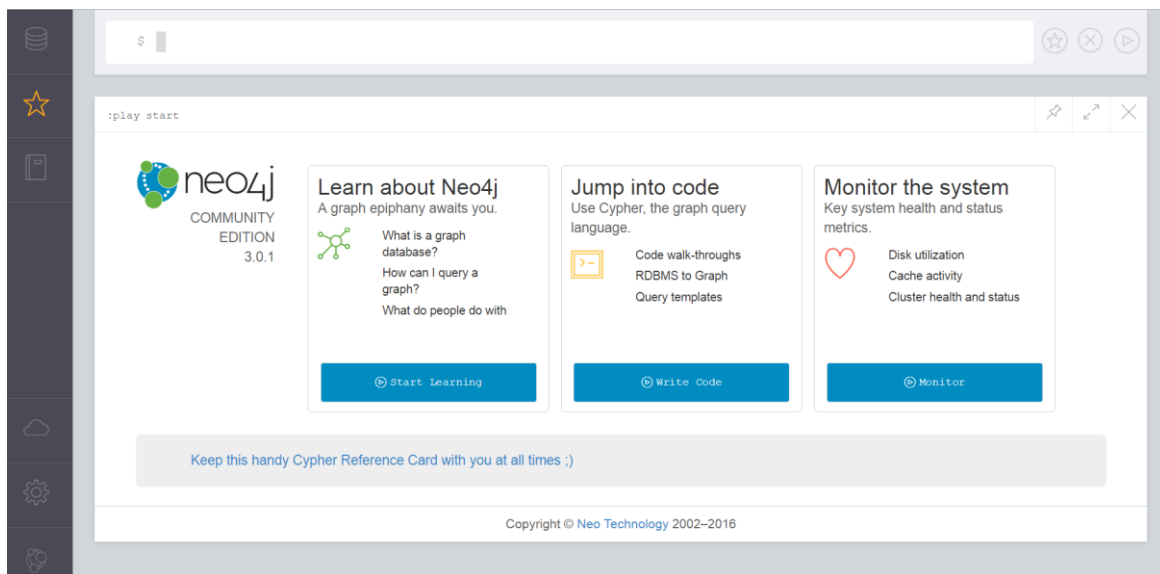 $
:play start
neo4j
COMMUNITY
EDITION
3.0.1
Learn about Neo4j
A graph epiphany awaits you.
What is a graph
database?
How can I query a
graph?
What do people do with
Start Learning
Jump into code
Use Cypher, the graph query
language.
Code walk-throughs
RDBMS to Graph
Query templates
Write Code
Monitor the system
Key system health and status
metrics.
Disk utilization
Cache activity
Cluster health and status
Monitor
Keep this handy Cypher Reference Card with you at all times ;)
Copyright © Neo Technology 2002–2016